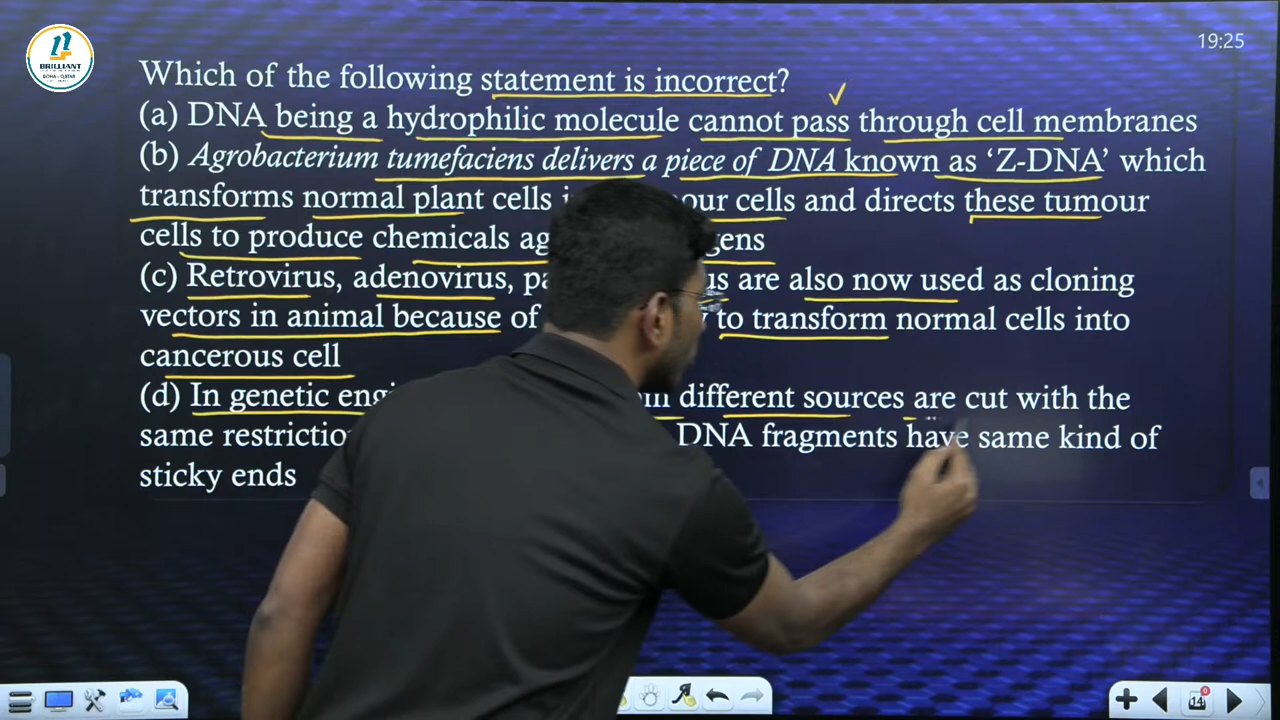 BRILLIANT
DOHA - QATAR
19:25
Which of the following statement is incorrect?
(a) DNA being a hydrophilic molecule cannot pass through cell membranes
(b) Agrobacterium tumefaciens delivers a piece of DNA known as ‘Z-DNA’ which
transforms normal plant cells our cells and directs these tumour
cells to produce chemicals ag gens
(c) Retrovirus, adenovirus, pa us are also now used as cloning
vectors in animal because of to transform normal cells into
cancerous cell
(d) In genetic eng different sources are cut with the
same restrictio DNA fragments have same kind of
sticky ends
14